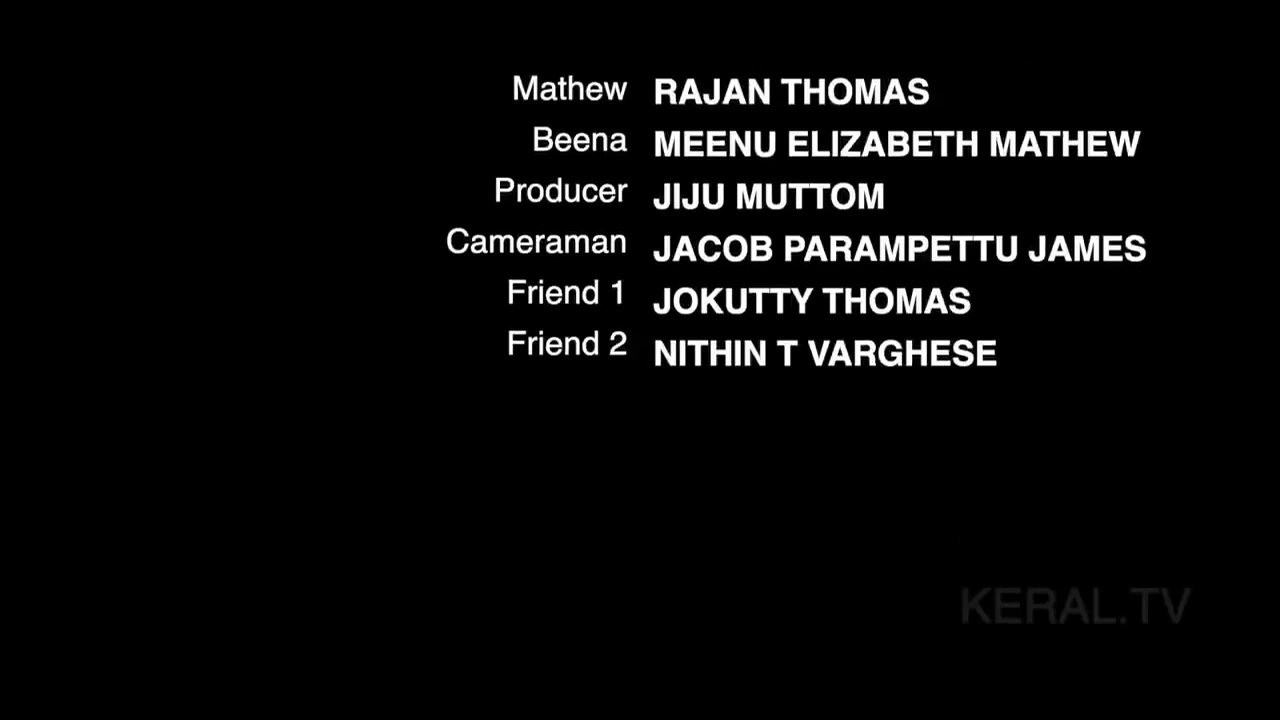 Mathew RAJAN THOMAS
Beena MEENU ELIZABETH MATHEW
Producer JIJU MUTTOM
Cameraman JACOB PARAMPETTU JAMES
Friend 1 JOKUTTY THOMAS
Friend 2 NITHIN T VARGHESE
KERAL.TV